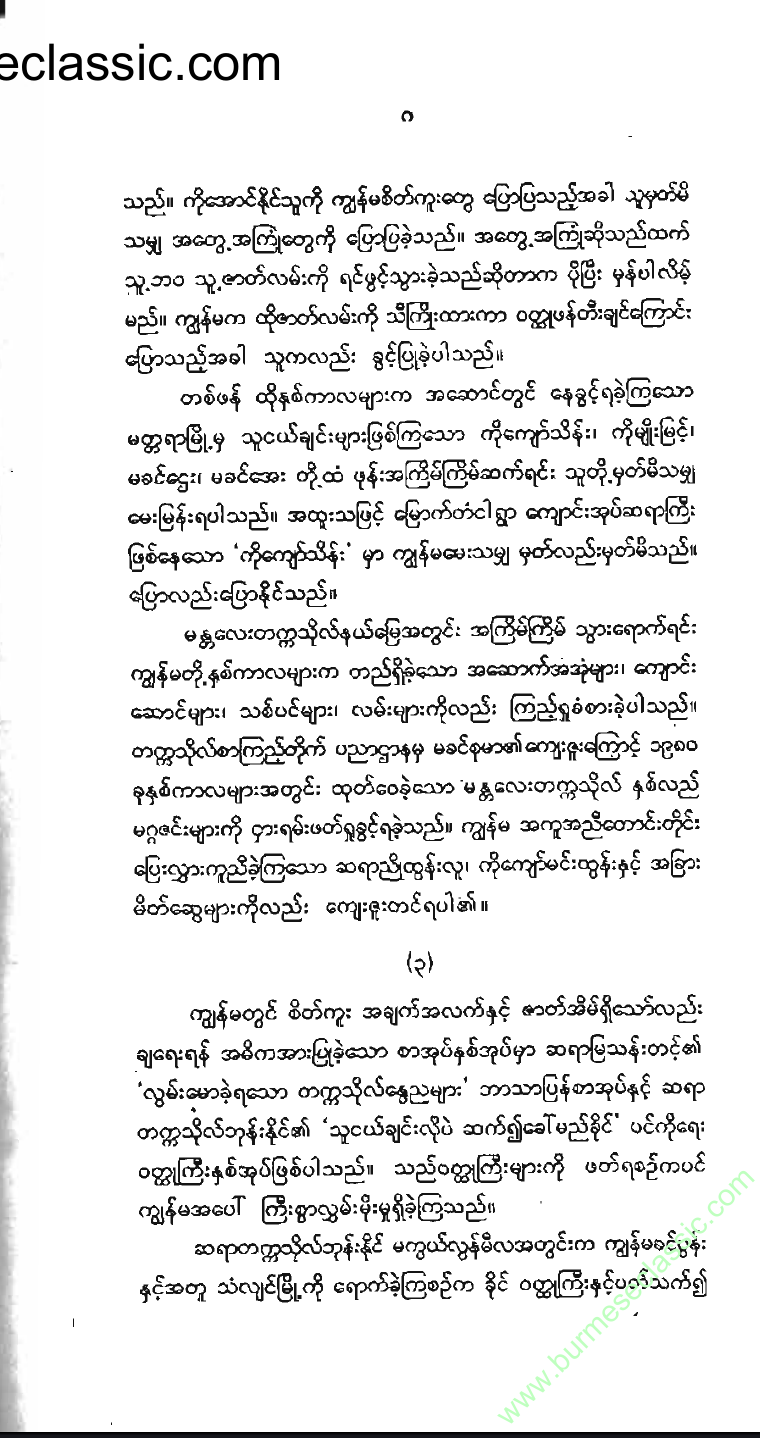 eclassic.com
ဂ
သည်။ ကိုအောင်နိုင်သူကို ကျွန်မစိတ်ကူးတွေ ပြောပြသည့်အခါ သူမှတ်မိ
သမျှ အတွေ့အကြုံတွေကို ပြောပြခဲ့သည်။ အတွေ့အကြုံဆိုသည်ထက်
သူ့ဘဝ သူ့ဇာတ်လမ်းကို ရင်ဖွင့်သွားခဲ့သည်ဆိုတာက ပိုပြီး မှန်ပါလိမ့်
မည်။ ကျွန်မက ထိုဇာတ်လမ်းကို သီကြိုးထားကာ ဝတ္ထုဖန်တီးချင်ကြောင်း
ပြောသည့်အခါ သူကလည်း ခွင့်ပြုခဲ့ပါသည်။
တစ်ဖန် ထိုနှစ်ကာလများက အဆောင်တွင် နေခွင့်ရခဲ့ကြသော
မတ္တရာမြို့မှ သူငယ်ချင်းများဖြစ်ကြသော ကိုကျော်သိန်း၊ ကိုမျိုးမြင့်၊
မခင်ဌေး၊ မခင်အေး တို့ထံ ဖုန်းအကြိမ်ကြိမ်ဆက်ရင်း သူတို့မှတ်မိသမျှ
မေးမြန်းရပါသည်။ အထူးသဖြင့် မြောက်တံငါရွာ ကျောင်းအုပ်ဆရာကြီး
ဖြစ်နေသော ‘ကိုကျော်သိန်း’ မှာ ကျွန်မမေးသမျှ မှတ်လည်းမှတ်မိသည်။
ပြောလည်းပြောနိုင်သည်။
မန္တလေးတက္ကသိုလ်နယ်မြေအတွင်း အကြိမ်ကြိမ် သွားရောက်ရင်း
ကျွန်မတို့နှစ်ကာလများက တည်ရှိခဲ့သော အဆောက်အအုံများ၊ ကျောင်း
ဆောင်များ၊ သစ်ပင်များ၊ လမ်းများကိုလည်း ကြည့်ရှုခံစားခဲ့ပါသည်။
တက္ကသိုလ်စာကြည့်တိုက် ပညာဌာနမှ မခင်စုမာ၏ကျေးဇူးကြောင့် ၁၉၈၀
ခုနှစ်ကာလများအတွင်း ထုတ်ဝေခဲ့သော မန္တလေးတက္ကသိုလ် နှစ်လည်
မဂ္ဂဇင်းများကို ငှားရမ်းဖတ်ရှုခွင့်ရခဲ့သည်။ ကျွန်မ အကူအညီတောင်းတိုင်း
ပြေးလွှားကူညီခဲ့ကြသော ဆရာညိုထွန်းလူ၊ ကိုကျော်မင်းထွန်းနှင့် အခြား
မိတ်ဆွေများကိုလည်း ကျေးဇူးတင်ရပါ၏။
(၃)
ကျွန်မတွင် စိတ်ကူး အချက်အလက်နှင့် ဇာတ်အိမ်ရှိသော်လည်း
ချရေးရန် အဓိကအားပြုခဲ့သော စာအုပ်နှစ်အုပ်မှာ ဆရာမြသန်းတင့်၏
‘လွမ်းမောခဲ့ရသော တက္ကသိုလ်နွေညများ’ ဘာသာပြန်စာအုပ်နှင့် ဆရာ
တက္ကသိုလ်ဘုန်းနိုင်၏ ‘သူငယ်ချင်းလိုပဲ ဆက်၍ခေါ်မည်ခိုင်’ ပင်ကိုရေး
ဝတ္ထုကြီးနှစ်အုပ်ဖြစ်ပါသည်။ သည်ဝတ္ထုကြီးများကို ဖတ်ရစဉ်ကပင်
ကျွန်မအပေါ် ကြီးစွာလွှမ်းမိုးမှုရှိခဲ့ကြသည်။
ဆရာတက္ကသိုလ်ဘုန်းနိုင် မကွယ်လွန်မီလအတွင်းက ကျွန်မခင်ပွန်း
နှင့်အတူ သံလျင်မြို့ကို ရောက်ခဲ့ကြစဉ်က ခိုင် ဝတ္ထုကြီးနှင့်ပတ်သက်၍
www.burmeseclassic.com